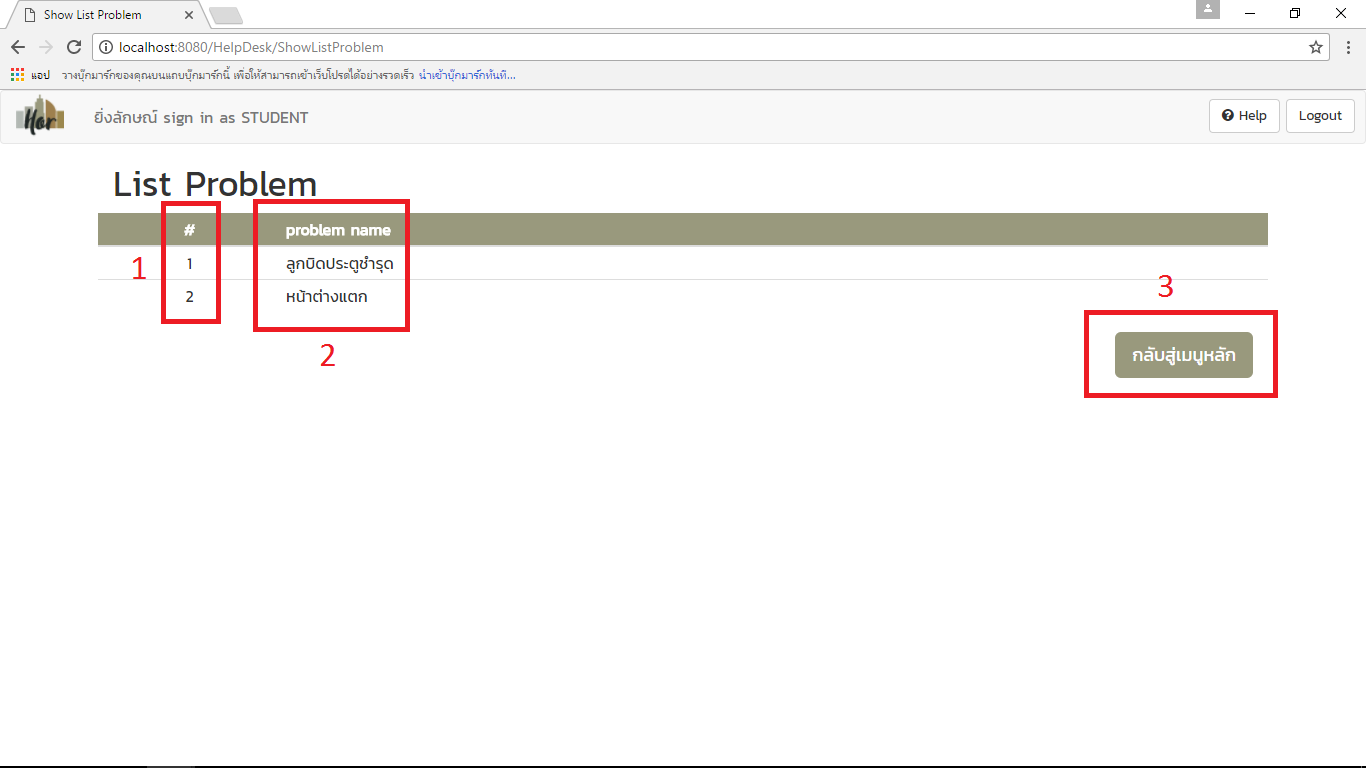 Show List Problem
localhost:8080/HelpDesk/ShowListProblem
แอป วางบุ๊กมาร์กของคุณบนแถบบุ๊กมาร์กนี้ เพื่อให้สามารถเข้าเว็บโปรดได้อย่างรวดเร็ว นำเข้าบุ๊กมาร์กทันที...
Hor ยิ่งลักษณ์ sign in as STUDENT Help Logout
List Problem
# problem name
1 1 ลูกบิดประตูชำรุด
2 หน้าต่างแตก
3
2
กลับสู่เมนูหลัก